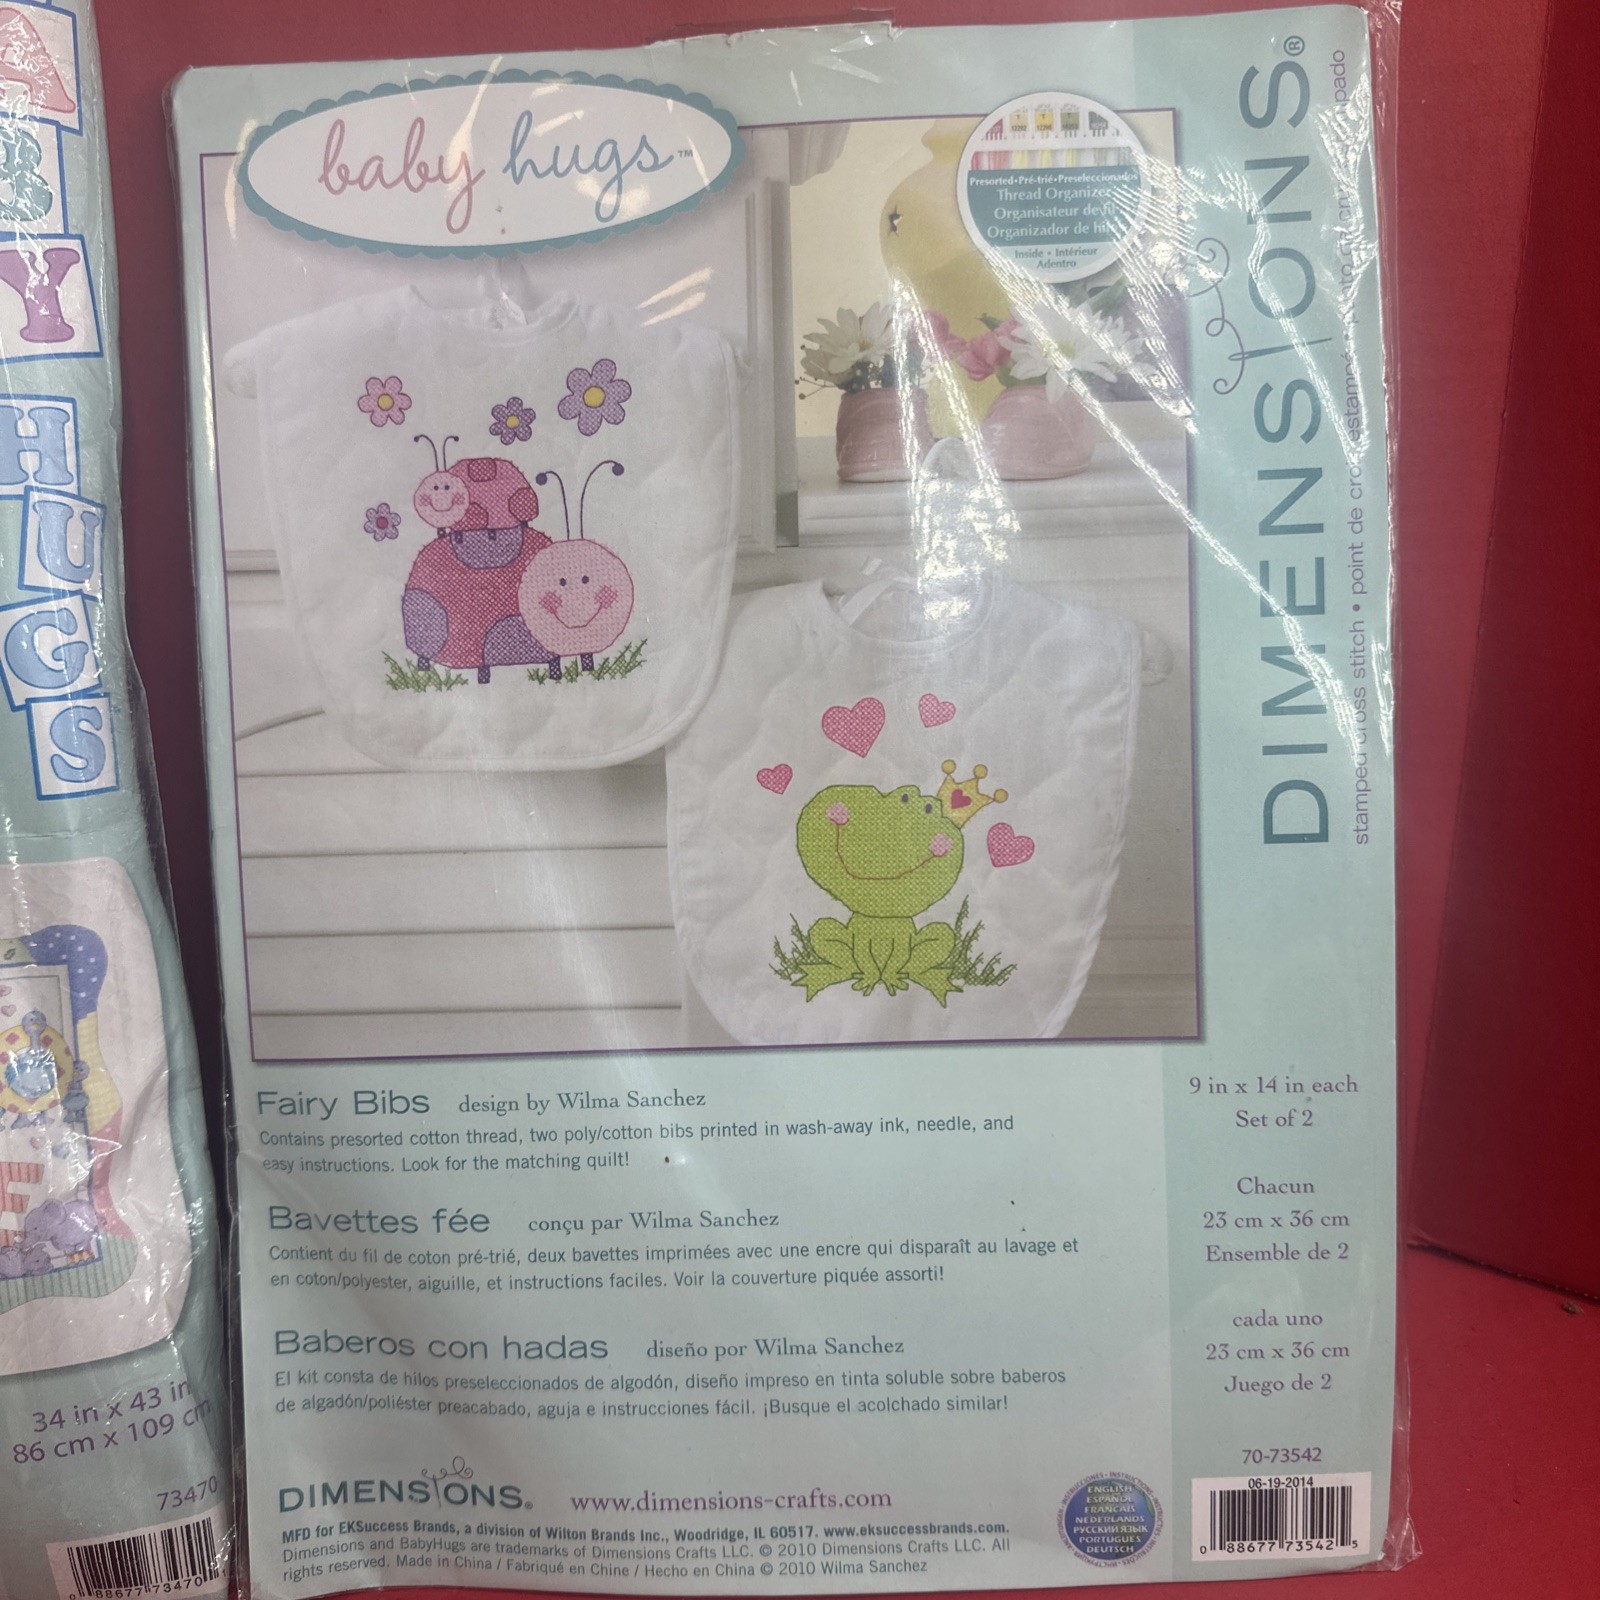 BABY
HUGS
34 in x 43 in
86 cm x 109 cm
73470
0 88677 73470
baby hugs™
Presorted • Pré-trié • Preseleccionados
Thread Organizer
Organisateur de fil
Organizador de
Inside • Intérieur
Adentro
DIMENSIONS®
stamped cross stitch • point de croix estampé •
Fairy Bibs design by Wilma Sanchez
Contains presorted cotton thread, two poly/cotton bibs printed in wash-away ink, needle, and
easy instructions. Look for the matching quilt!
Bavettes fée conçu par Wilma Sanchez
Contient du fil de coton pré-trié, deux bavettes imprimées avec une encre qui disparaît au lavage et
en coton/polyester, aiguille, et instructions faciles. Voir la couverture piquée assorti!
Baberos con hadas diseño por Wilma Sanchez
El kit consta de hilos preseleccionados de algodón, diseño impreso en tinta soluble sobre baberos
de algodón/poliéster preacabado, aguja e instrucciones fácil. ¡Busque el acolchado similar!
9 in x 14 in each
Set of 2
Chacun
23 cm x 36 cm
Ensemble de 2
cada uno
23 cm x 36 cm
Juego de 2
70-73542
06-19-2014
0 88677 73542 5
DIMENSIONS® www.dimensions-crafts.com
MFD for EKSuccess Brands, a division of Wilton Brands Inc., Woodridge, IL 60517. www.eksuccessbrands.com.
Dimensions and BabyHugs are trademarks of Dimensions Crafts LLC. © 2010 Dimensions Crafts LLC. All
rights reserved. Made in China / Fabriqué en Chine / Hecho en China © 2010 Wilma Sanchez
ENGLISH
ESPAÑOL
FRANÇAIS
NEDERLANDS
РУССКИЙ ЯЗЫК
PORTUGUES
DEUTSCH